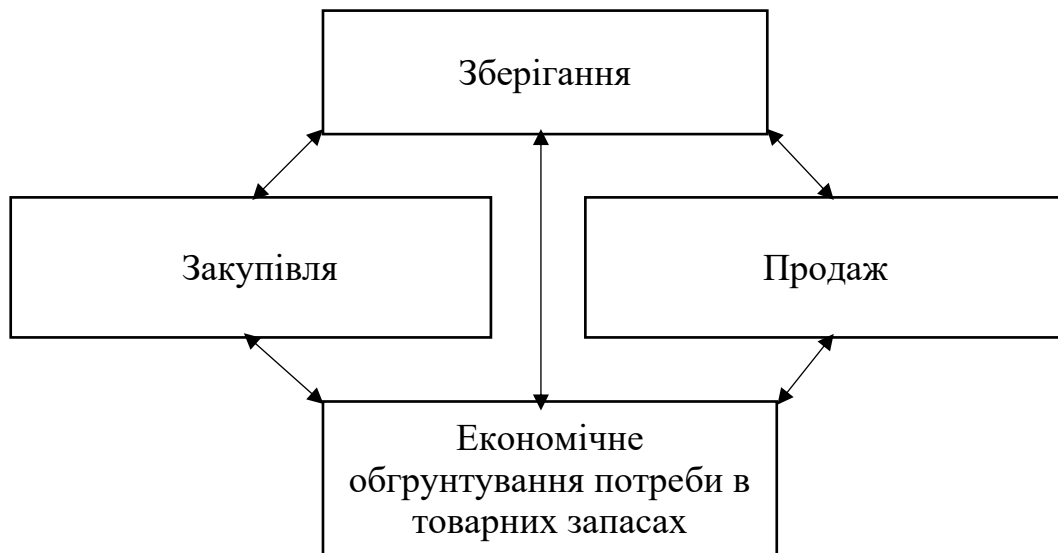 Зберігання
Закупівля
Продаж
Економічне
обгрунтування потреби в
товарних запасах